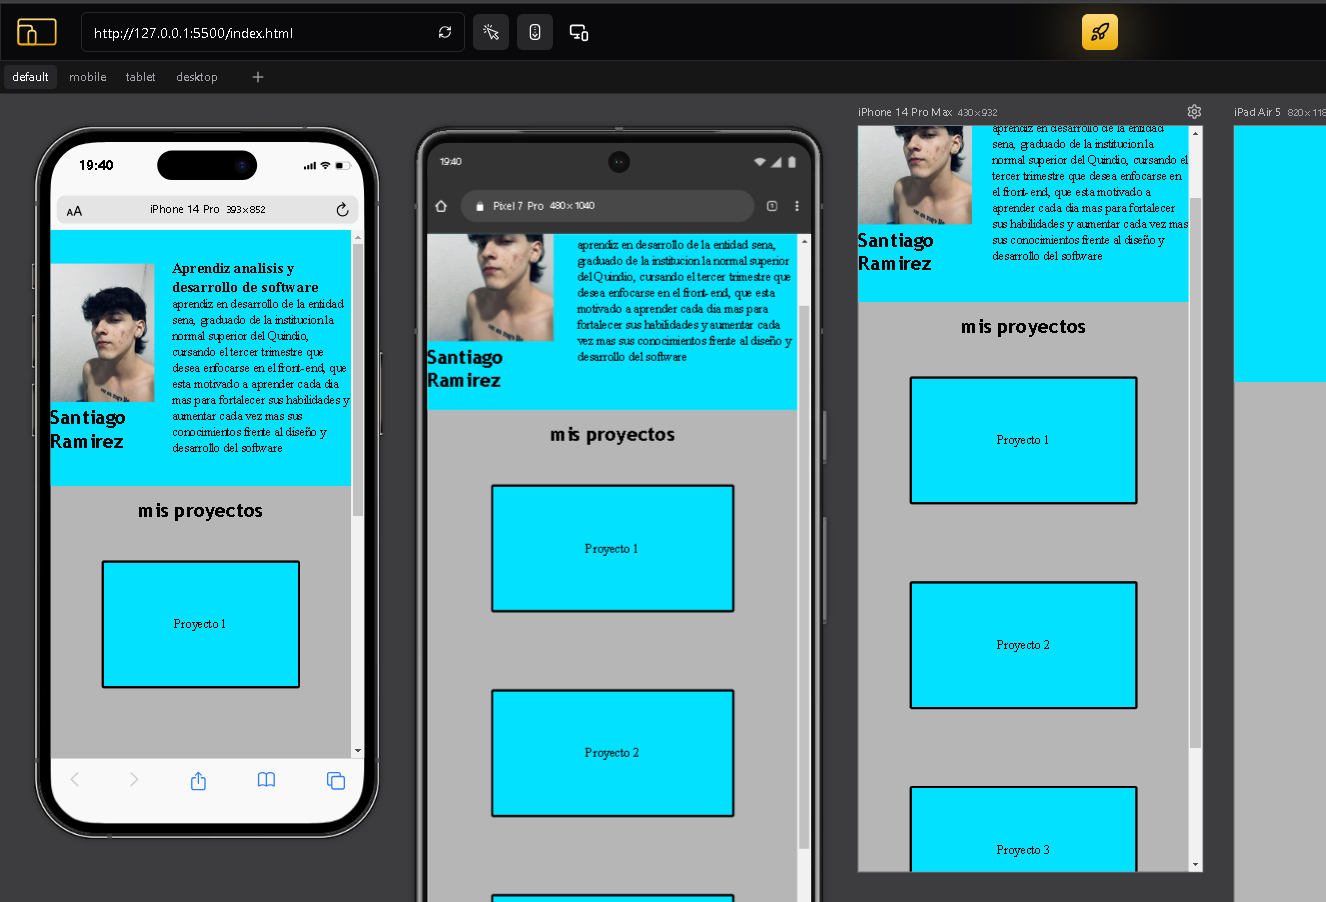 http://127.0.0.1:5500/index.html
default mobile tablet desktop +
19:40
AA iPhone 14 Pro 393×852
Aprendiz analisis y
desarrollo de software
aprendiz en desarrollo de la entidad
sena, graduado de la institucion la
normal superior del Quindio,
cursando el tercer trimestre que
desea enfocarse en el front-end, que
esta motivado a aprender cada dia
mas para fortalecer sus habilidades y
aumentar cada vez mas sus
conocimientos frente al diseño y
desarrollo del software
Santiago
Ramirez
mis proyectos
Proyecto 1
19:40
Pixel 7 Pro 480×1040
aprendiz en desarrollo de la entidad sena,
graduado de la institucion la normal superior
del Quindio, cursando el tercer trimestre que
desea enfocarse en el front-end, que esta
motivado a aprender cada dia mas para
fortalecer sus habilidades y aumentar cada
vez mas sus conocimientos frente al diseño y
desarrollo del software
Santiago
Ramirez
mis proyectos
Proyecto 1
Proyecto 2
iPhone 14 Pro Max 430×932
aprendiz en desarrollo de la entidad
sena, graduado de la institucion la
normal superior del Quindio, cursando el
tercer trimestre que desea enfocarse en
el front-end, que esta motivado a
aprender cada dia mas para fortalecer
sus habilidades y aumentar cada vez mas
sus conocimientos frente al diseño y
desarrollo del software
Santiago
Ramirez
mis proyectos
Proyecto 1
Proyecto 2
Proyecto 3
iPad Air 5 820×118